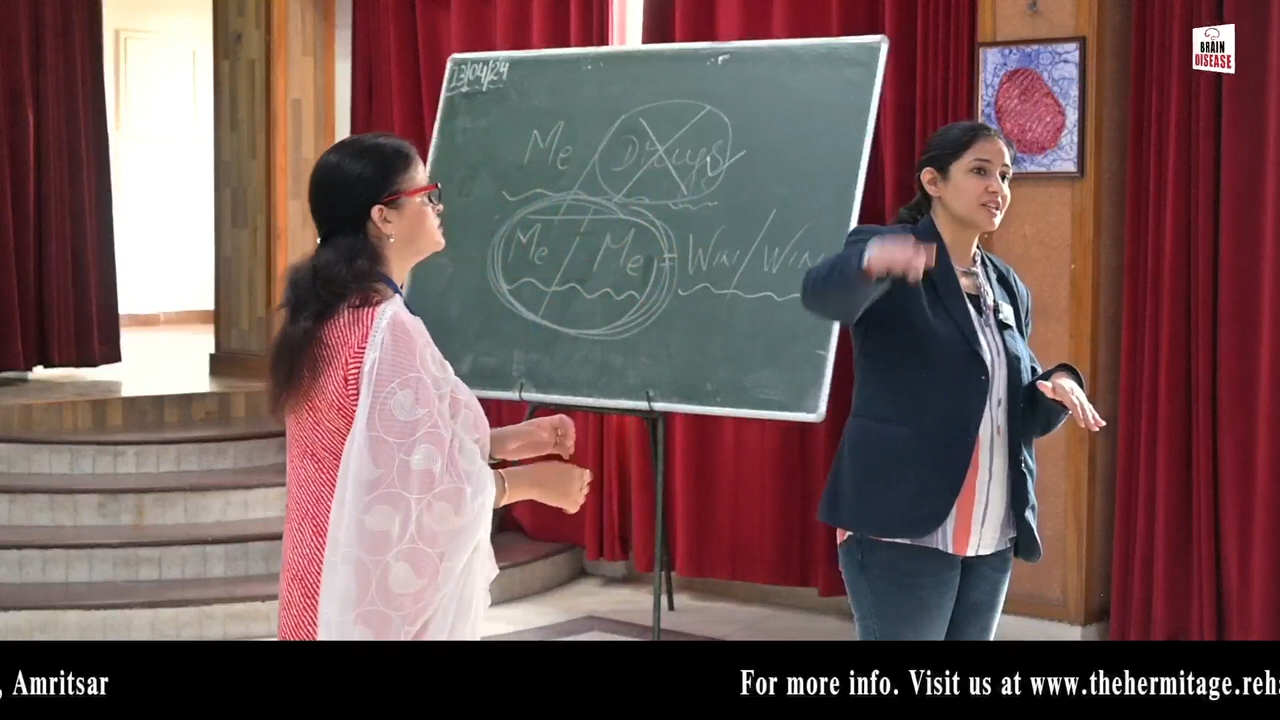 BRAIN
DISEASE
13/04/24
Me Drugs
Me / Me = WIN/WIN
, Amritsar For more info. Visit us at www.thehermitage.reh